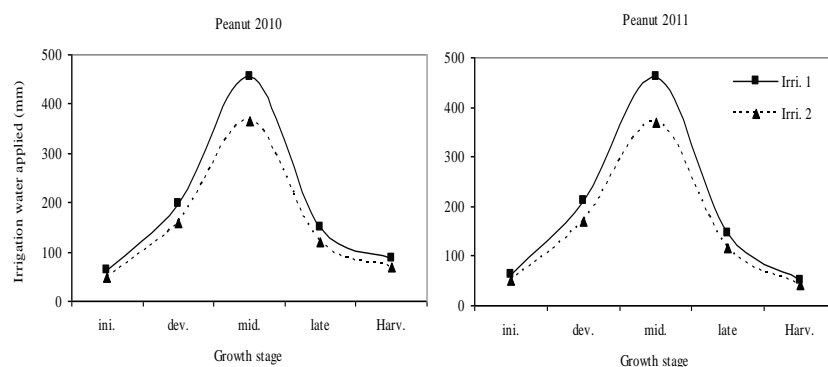 Peanut 2010
500
400
300
200
100
0
Irrigation water applied (mm)
ini. dev. mid. late Harv.
Growth stage
Peanut 2011
500
400
300
200
100
0
Irri. 1
Irri. 2
ini. dev. mid. late Harv.
Growth stage